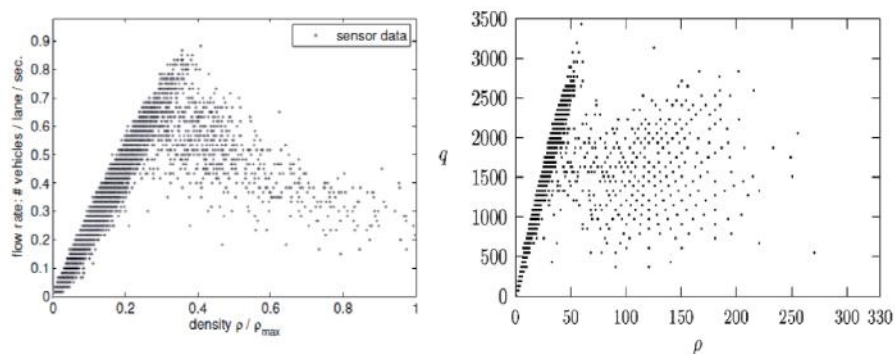 flow rate: # vehicles / lane / sec.
0.9
0.8
0.7
0.6
0.5
0.4
0.3
0.2
0.1
0
0 0.2 0.4 0.6 0.8 1
density ρ / ρmax
sensor data
q
3500
3000
2500
2000
1500
1000
500
0
0 50 100 150 200 250 300 330
ρ